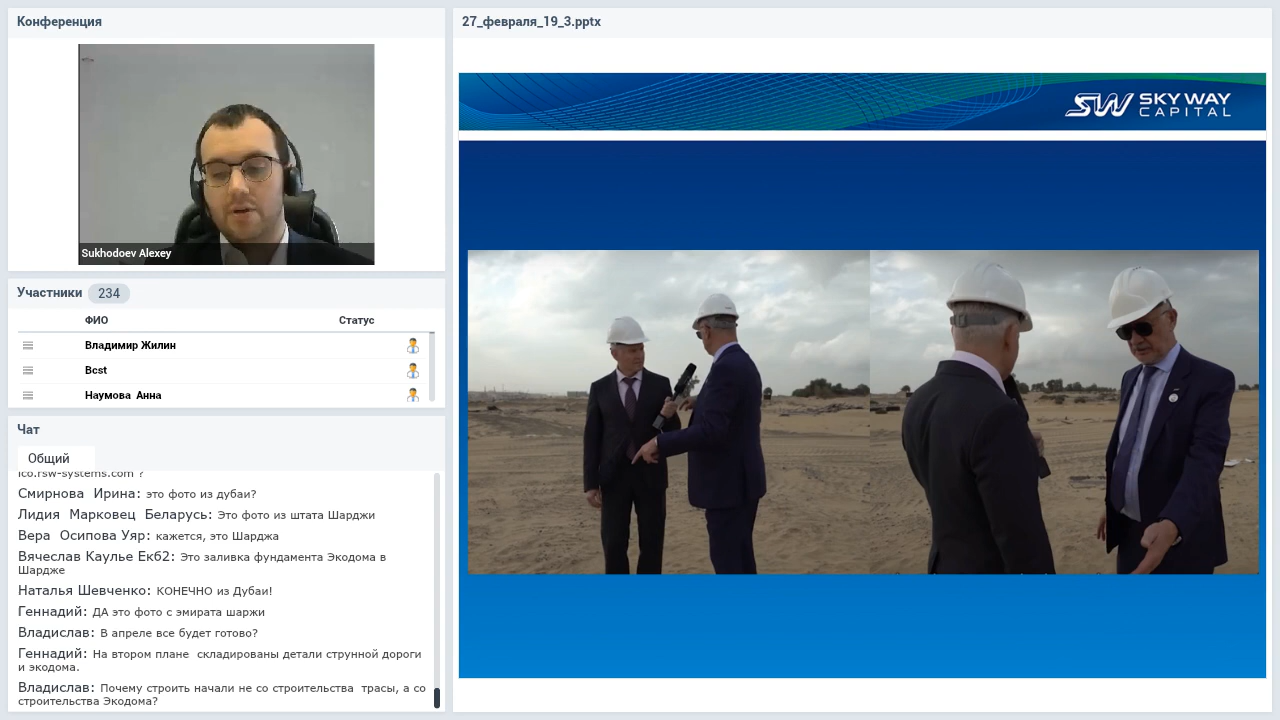 Конференция
Sukhodoev Alexey
Участники 234
ФИО Статус
Владимир Жилин
Bcst
Наумова Анна
Чат
Общий
ico.rsw-systems.com ?
Смирнова Ирина: это фото из дубаи?
Лидия Марковец Беларусь: Это фото из штата Шарджи
Вера Осипова Уяр: кажется, это Шарджа
Вячеслав Каулье Екб2: Это заливка фундамента Экодома в
Шардже
Наталья Шевченко: КОНЕЧНО из Дубаи!
Геннадий: ДА это фото с эмирата шаржи
Владислав: В апреле все будет готово?
Геннадий: На втором плане складированы детали струнной дороги
и экодома.
Владислав: Почему строить начали не со строительства трасы, а со
строительства Экодома?
27_февраля_19_3.pptx
SW SKY WAY
CAPITAL